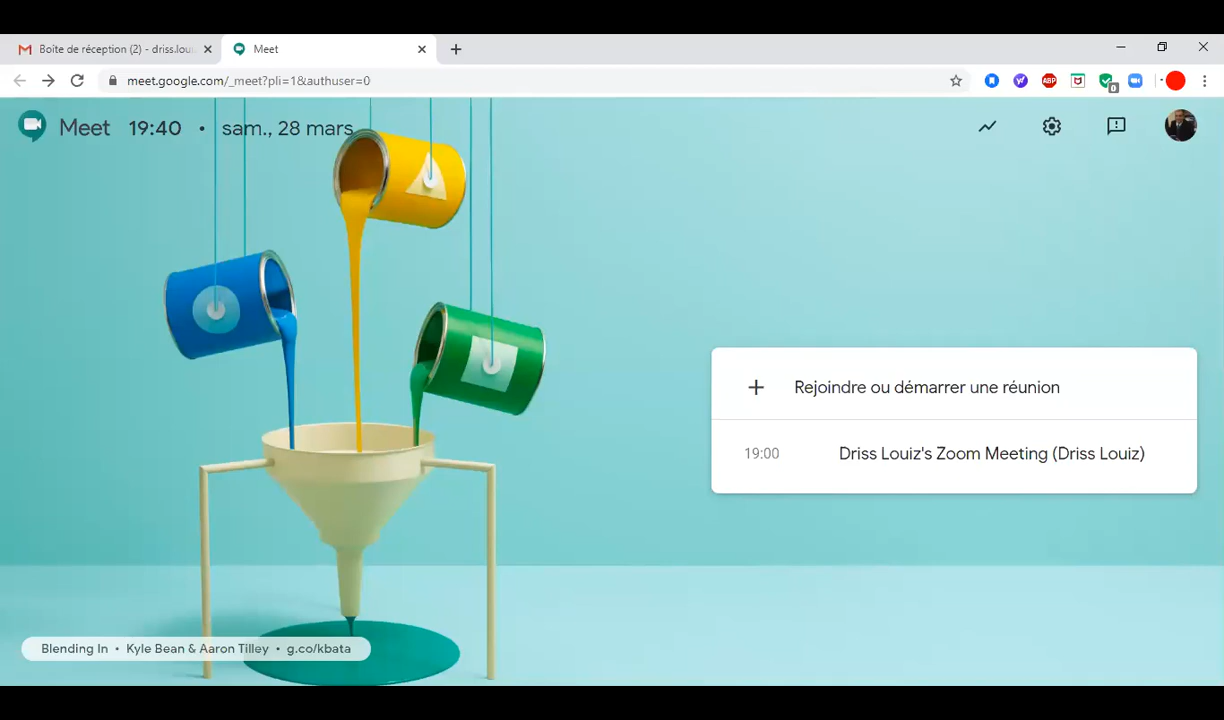 Boîte de réception (2) - driss.lou
Meet
meet.google.com/_meet?pli=1&authuser=0
ABP
0
Meet 19:40 • sam., 28 mars
Rejoindre ou démarrer une réunion
19:00 Driss Louiz's Zoom Meeting (Driss Louiz)
Blending In • Kyle Bean & Aaron Tilley • g.co/kbata